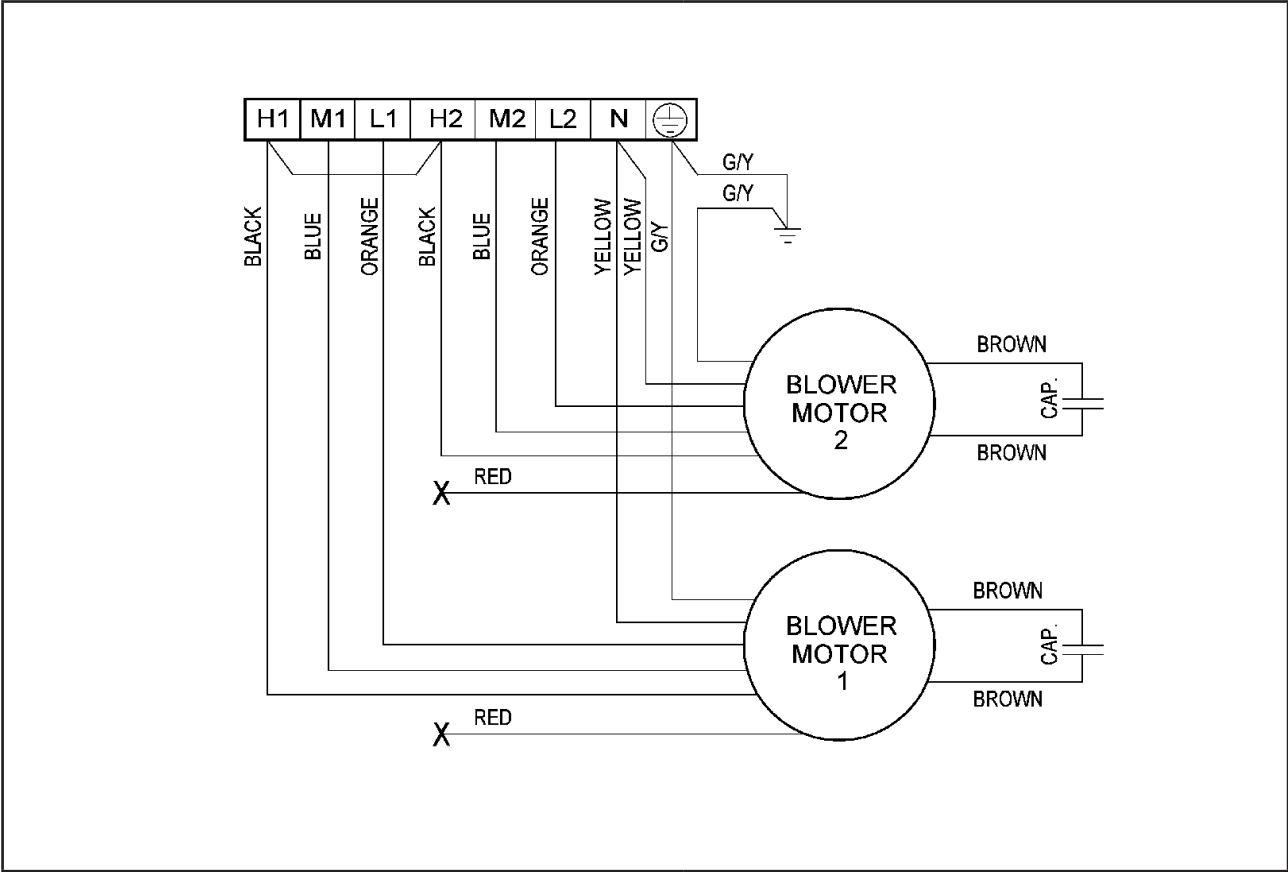 H1 M1 L1 H2 M2 L2 N
G/Y
G/Y
BLACK
BLUE
ORANGE
BLACK
BLUE
ORANGE
YELLOW
YELLOW
G/Y
BLOWER
MOTOR
2
BROWN
CAP.
BROWN
X RED
BLOWER
MOTOR
1
BROWN
CAP.
BROWN
X RED